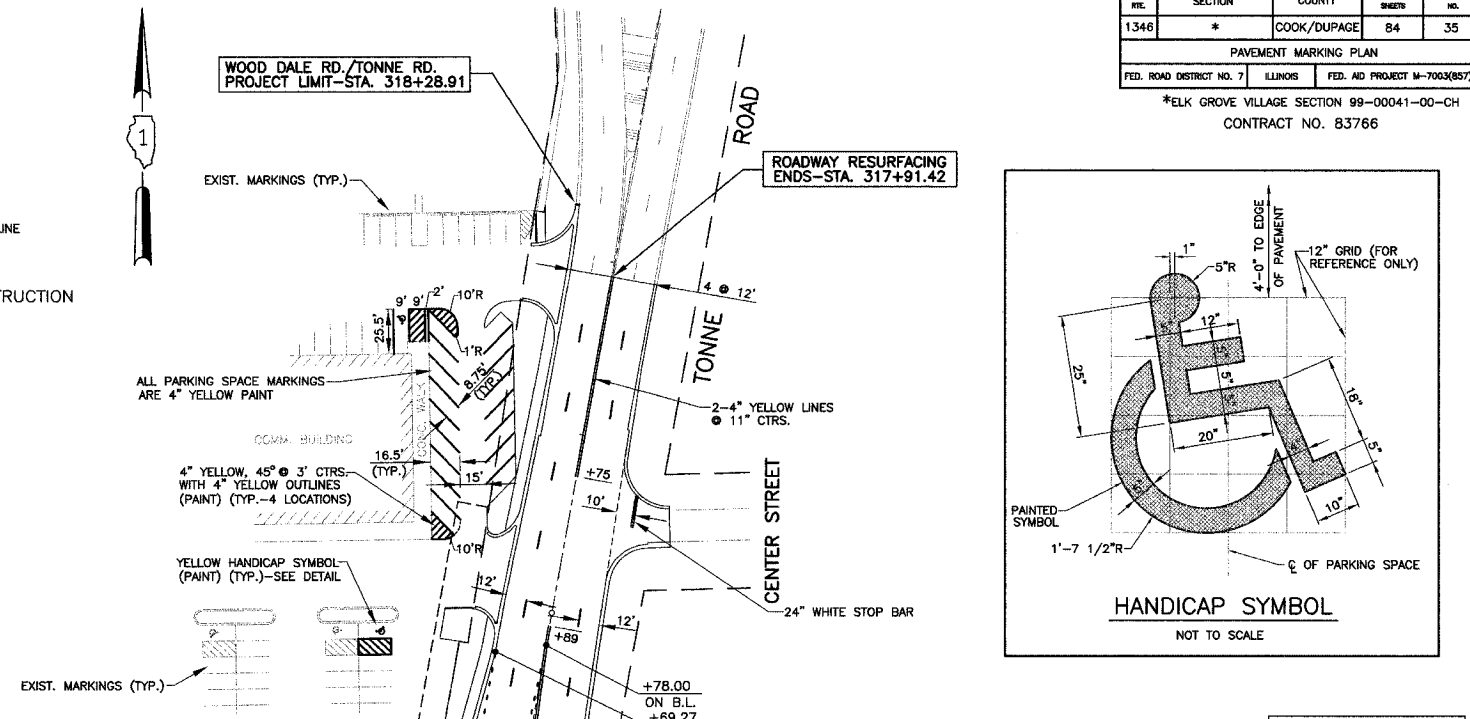 RTE.
SECTION
COUNTY
SHEETS
NO.
1346
*
COOK/DUPAGE
84
35
PAVEMENT MARKING PLAN
FED. ROAD DISTRICT NO. 7
ILLINOIS
FED. AID PROJECT M-7003(857)
*ELK GROVE VILLAGE SECTION 99-00041-00-CH
CONTRACT NO. 83766
WOOD DALE RD./TONNE RD.
PROJECT LIMIT-STA. 318+28.91
1
EXIST. MARKINGS (TYP.)
ROAD
ROADWAY RESURFACING
ENDS-STA. 317+91.42
4 @ 12'
TONNE
9' 9' 2'
10'R
25.5'
1'R
8.75'
(TYP.)
ALL PARKING SPACE MARKINGS
ARE 4" YELLOW PAINT
CONC. WALK
COMM. BUILDING
16.5'
(TYP.)
15'
2-4" YELLOW LINES
@ 11" CTRS.
4" YELLOW, 45° @ 3' CTRS.
WITH 4" YELLOW OUTLINES
(PAINT) (TYP.-4 LOCATIONS)
+75
10'
10'R
CENTER STREET
YELLOW HANDICAP SYMBOL
(PAINT) (TYP.)-SEE DETAIL
12'
24" WHITE STOP BAR
+89
12'
EXIST. MARKINGS (TYP.)
+78.00
ON B.L.
+69.27
4'-0" TO EDGE
OF PAVEMENT
12" GRID (FOR
REFERENCE ONLY)
1"
5"R
12"
25"
5"
5"
18"
20"
4"
5"
10"
PAINTED
SYMBOL
1'-7 1/2"R
℄ OF PARKING SPACE
HANDICAP SYMBOL
NOT TO SCALE